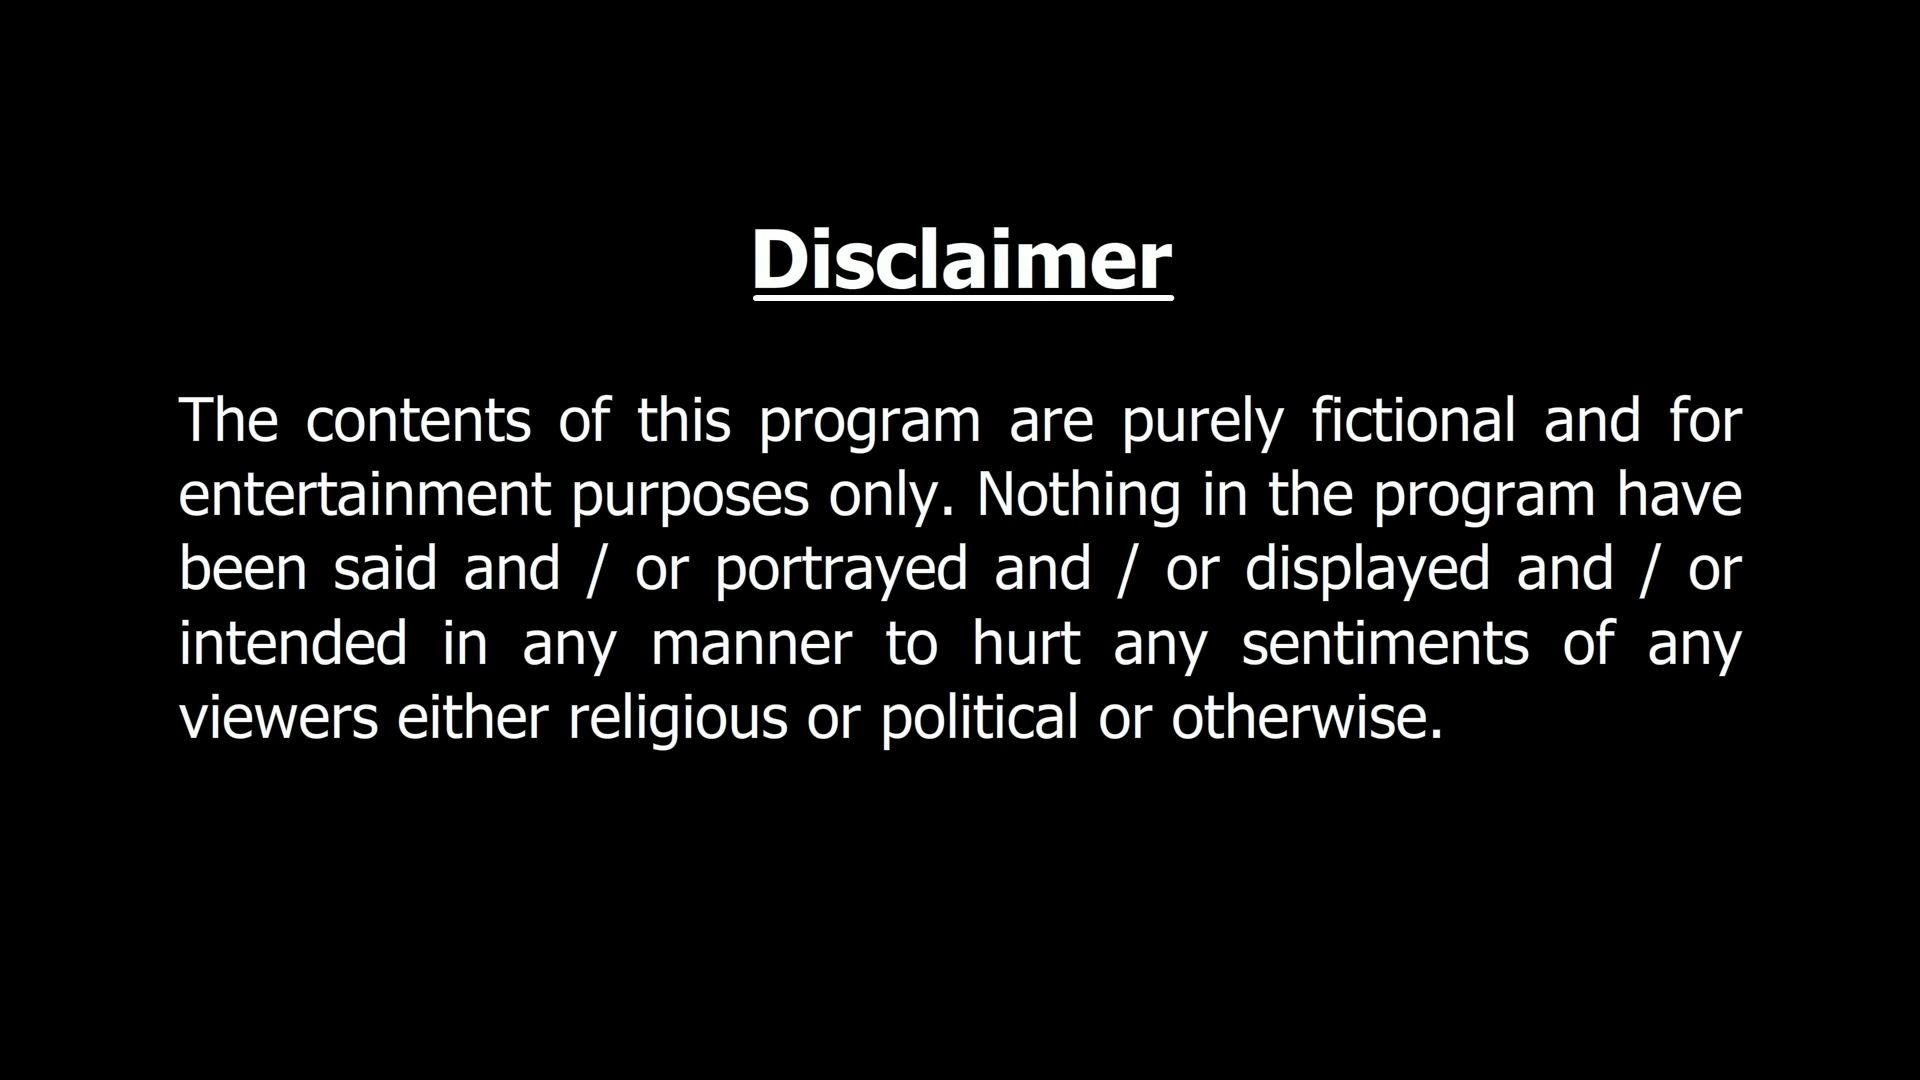 Disclaimer
The contents of this program are purely fictional and for
entertainment purposes only. Nothing in the program have
been said and / or portrayed and / or displayed and / or
intended in any manner to hurt any sentiments of any
viewers either religious or political or otherwise.